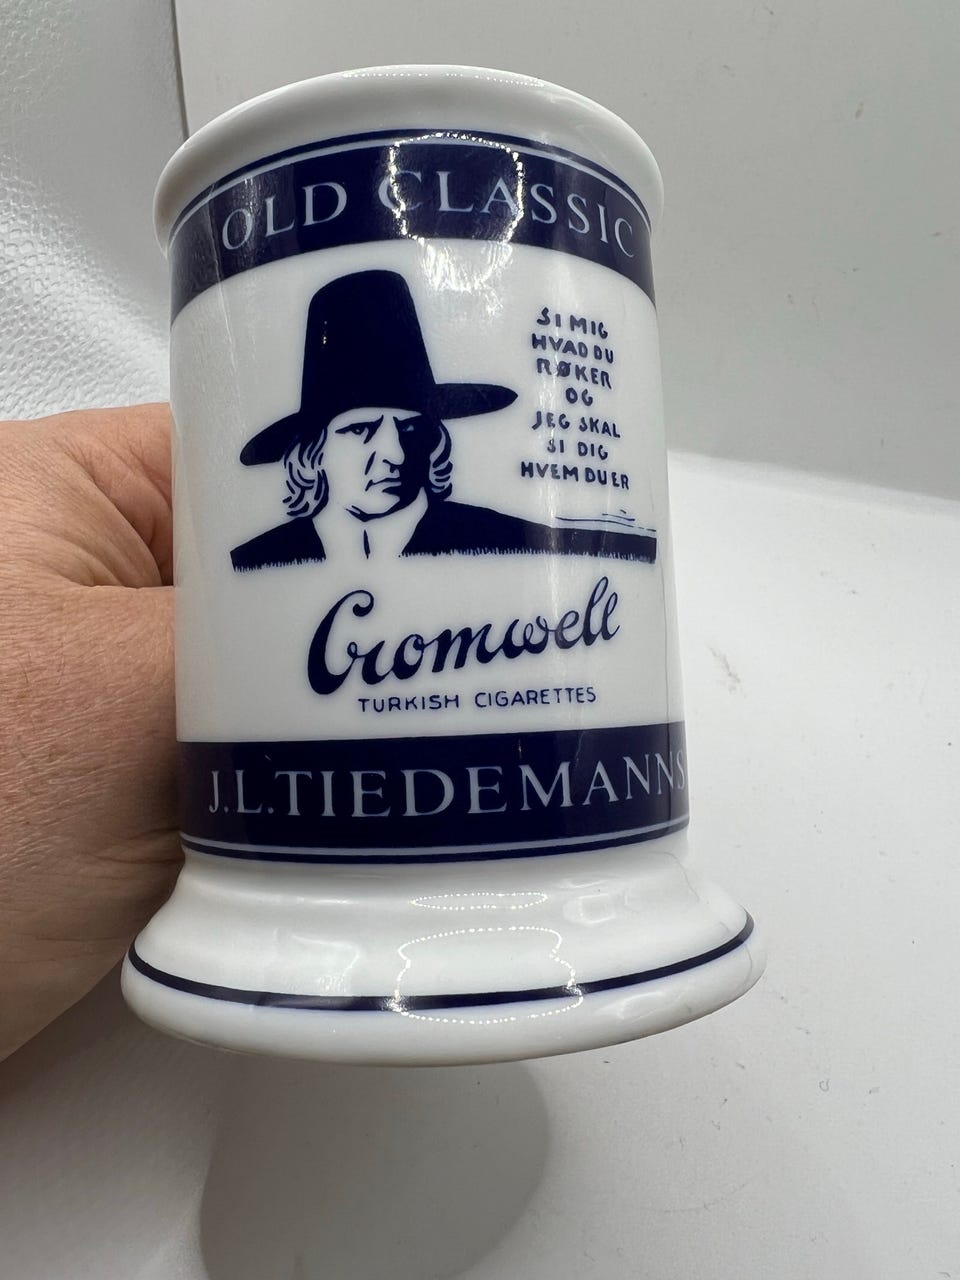 OLD CLASSIC
SI MIG
HVAD DU
RØKER
OG
JEG SKAL
SI DIG
HVEM DU ER
Cromwell
TURKISH CIGARETTES
J.L.TIEDEMANNS